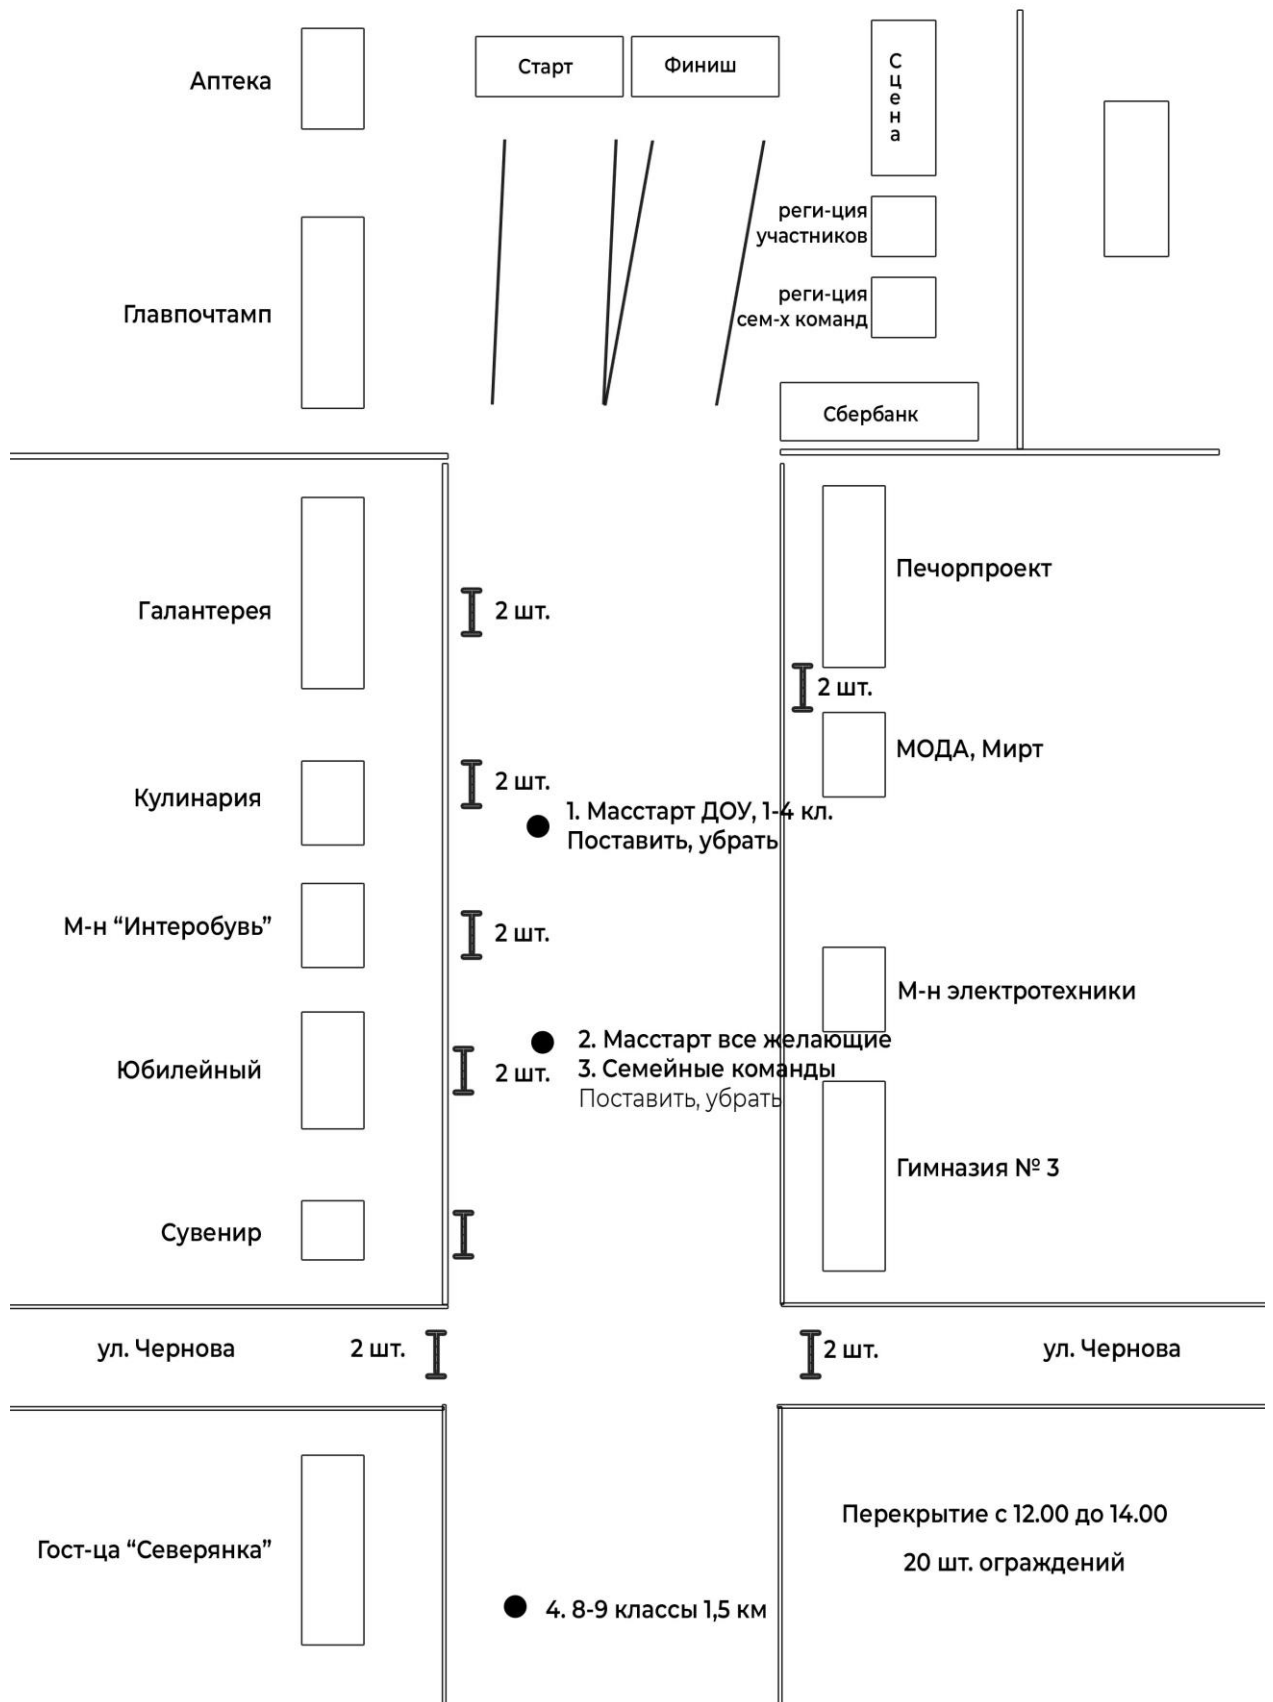 Аптека
Старт
Финиш
Сцена
реги-ция
участников
Главпочтамп
реги-ция
сем-х команд
Сбербанк
Галантерея
2 шт.
Печорпроект
2 шт.
МОДА, Мирт
Кулинария
2 шт.
1. Масстарт ДОУ, 1-4 кл.
Поставить, убрать
М-н “Интеробувь”
2 шт.
М-н электротехники
2. Масстарт все желающие
3. Семейные команды
Поставить, убрать
Юбилейный
2 шт.
Гимназия № 3
Сувенир
ул. Чернова
2 шт.
2 шт.
ул. Чернова
Перекрытие с 12.00 до 14.00
20 шт. ограждений
Гост-ца “Северянка”
4. 8-9 классы 1,5 км